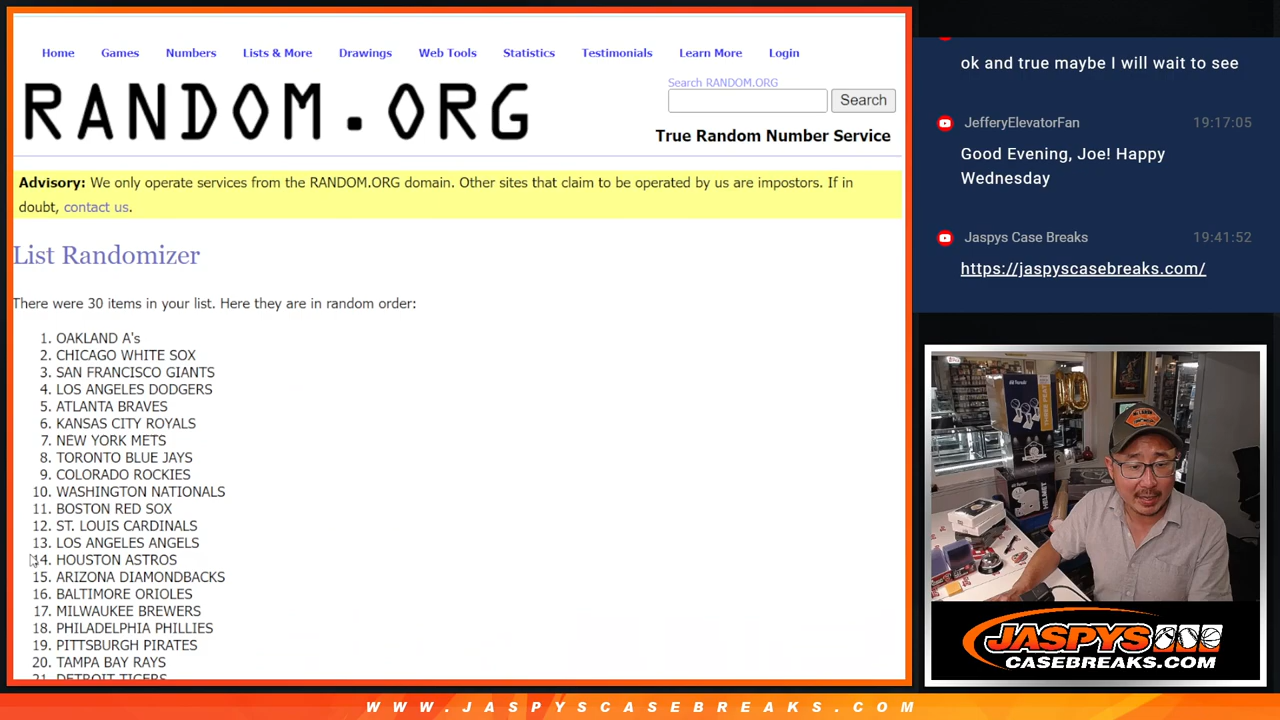 Home Games Numbers Lists & More Drawings Web Tools Statistics Testimonials Learn More Login
RANDOM.ORG
Search RANDOM.ORG
Search
True Random Number Service
Advisory: We only operate services from the RANDOM.ORG domain. Other sites that claim to be operated by us are impostors. If in
doubt, contact us.
List Randomizer
There were 30 items in your list. Here they are in random order:
1. OAKLAND A's
2. CHICAGO WHITE SOX
3. SAN FRANCISCO GIANTS
4. LOS ANGELES DODGERS
5. ATLANTA BRAVES
6. KANSAS CITY ROYALS
7. NEW YORK METS
8. TORONTO BLUE JAYS
9. COLORADO ROCKIES
10. WASHINGTON NATIONALS
11. BOSTON RED SOX
12. ST. LOUIS CARDINALS
13. LOS ANGELES ANGELS
14. HOUSTON ASTROS
15. ARIZONA DIAMONDBACKS
16. BALTIMORE ORIOLES
17. MILWAUKEE BREWERS
18. PHILADELPHIA PHILLIES
19. PITTSBURGH PIRATES
20. TAMPA BAY RAYS
21. DETROIT TIGERS
ok and true maybe I will wait to see
JefferyElevatorFan 19:17:05
Good Evening, Joe! Happy
Wednesday
Jaspys Case Breaks 19:41:52
https://jaspyscasebreaks.com/
HELMET
JASPYS
CASEBREAKS.COM
WWW.JASPYSCASEBREAKS.COM